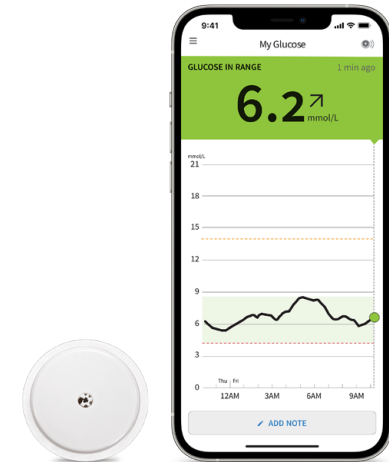 9:41
My Glucose
GLUCOSE IN RANGE 1 min ago
6.2 mmol/L
mmol/L
21
18
15
12
9
6
3
0
Thu Fri
12AM 3AM 6AM 9AM
ADD NOTE